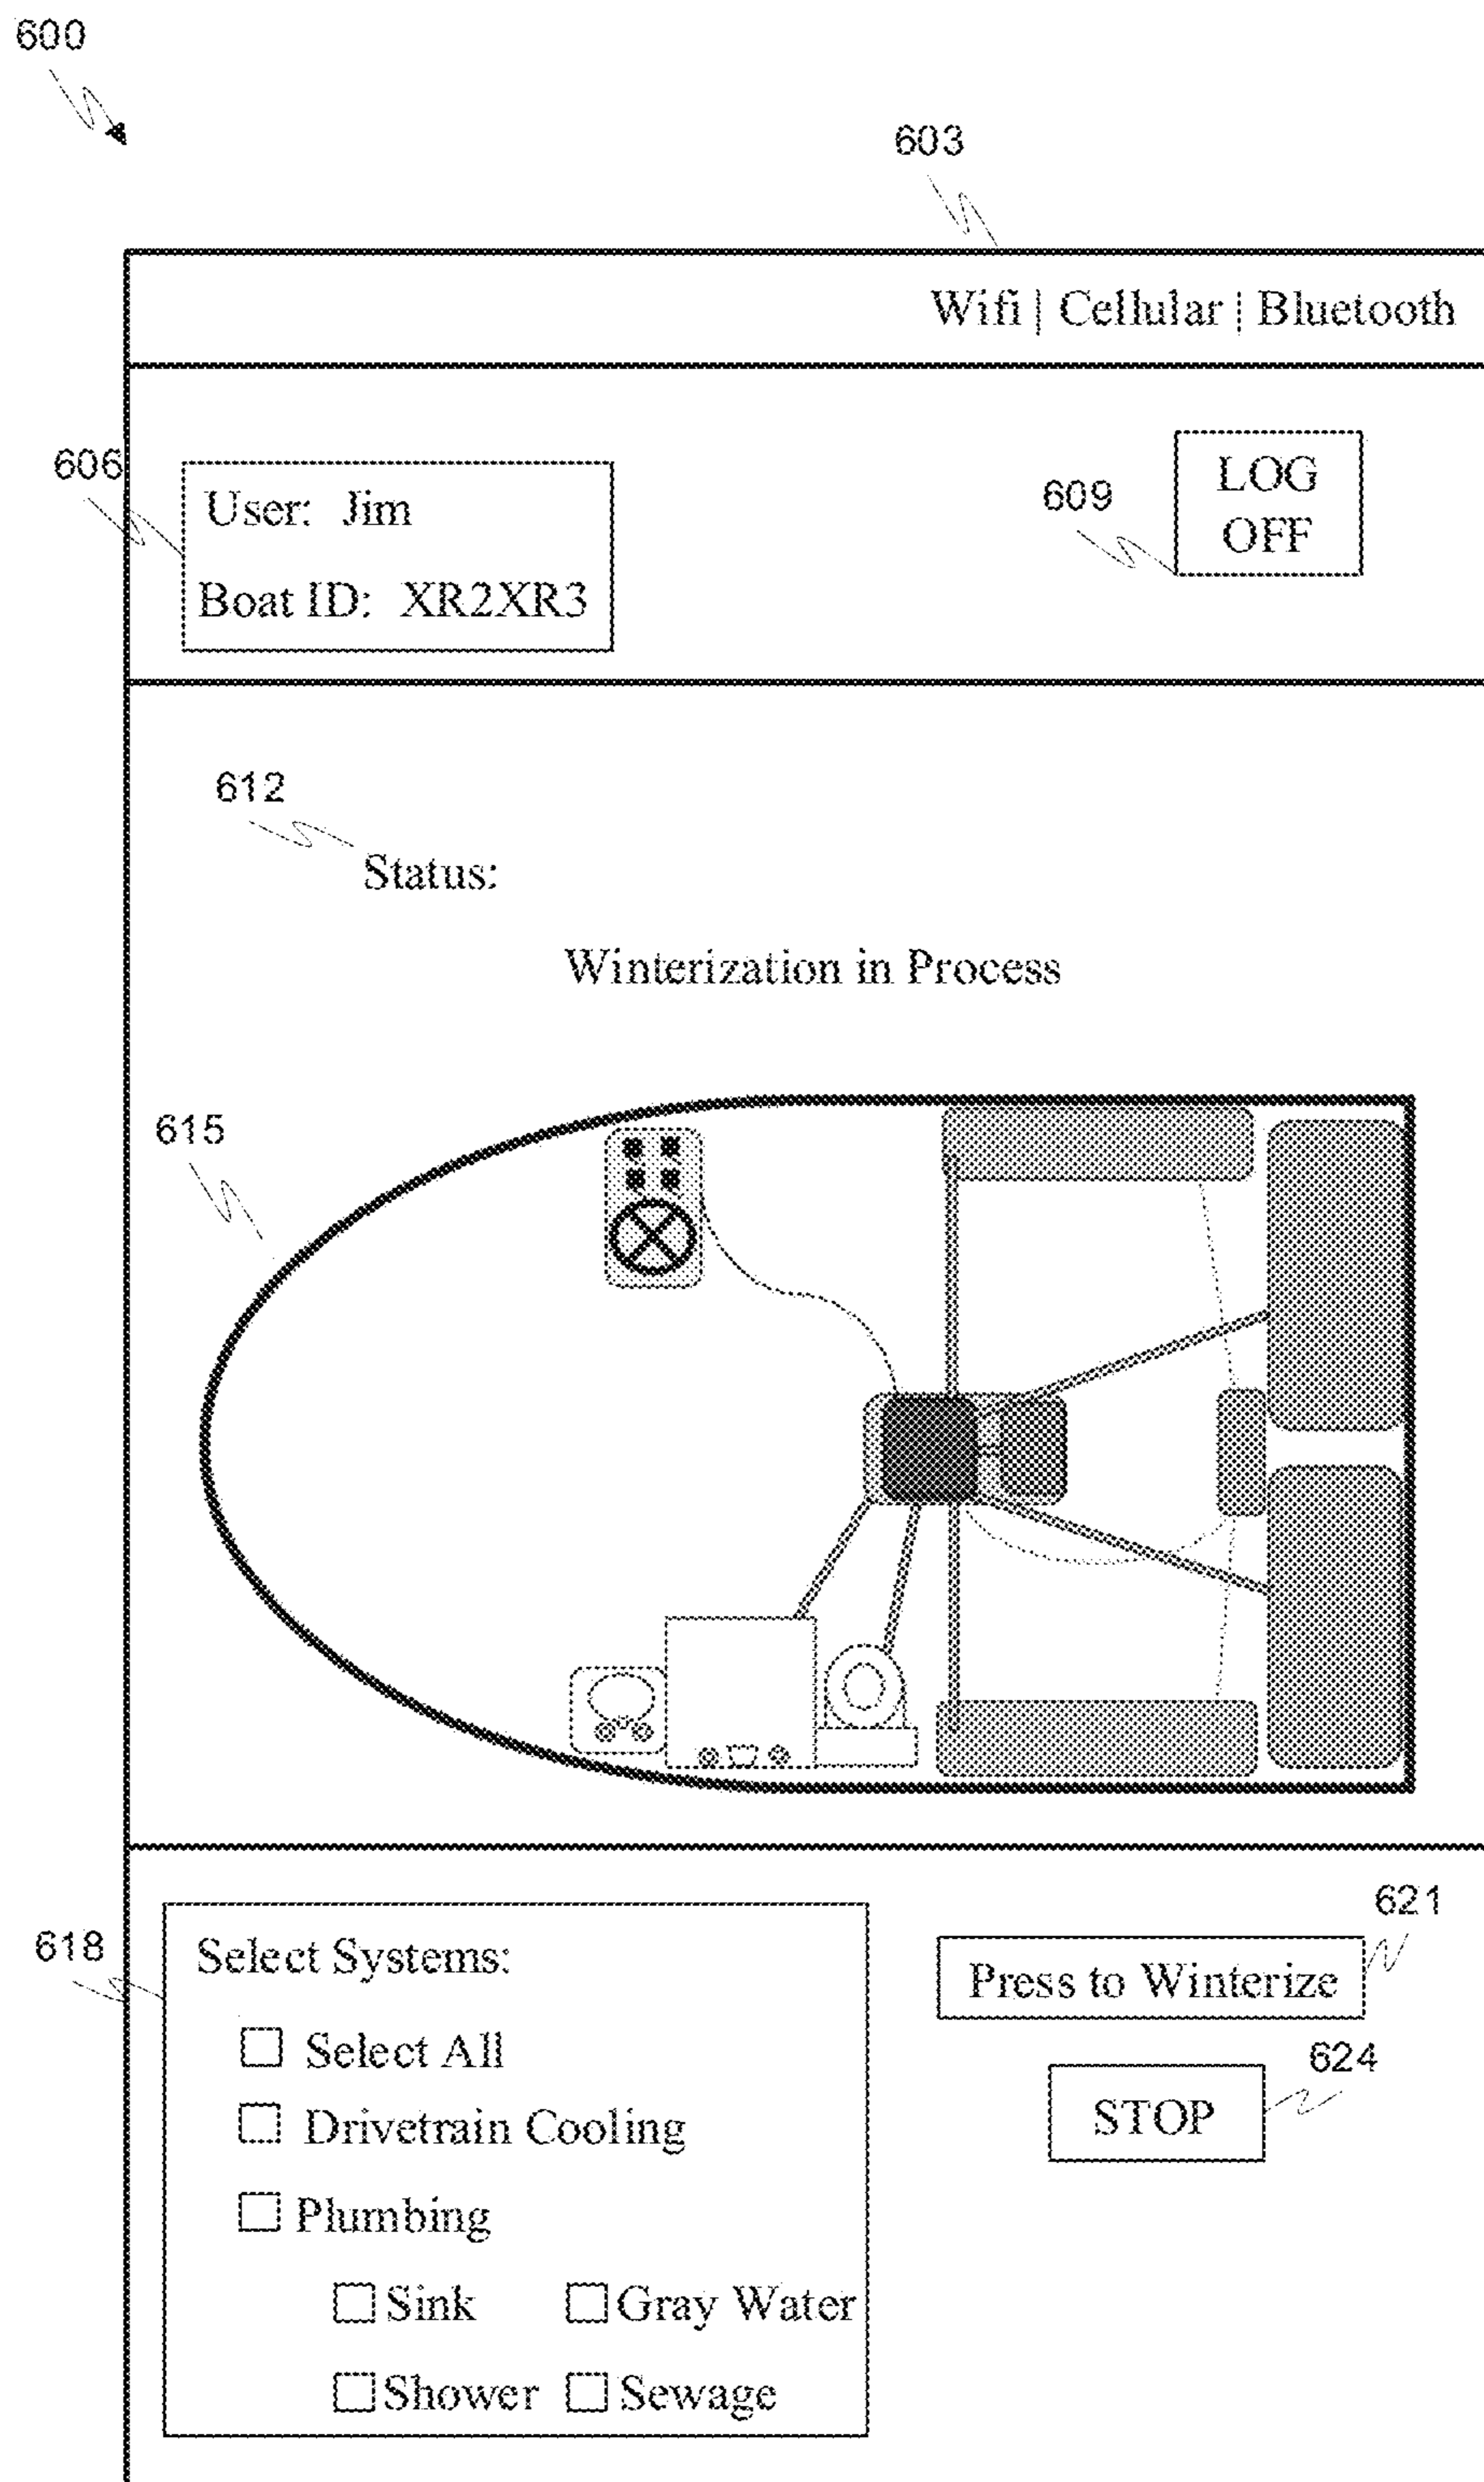 600
603
Wifi | Cellular | Bluetooth
606
User: Jim
Boat ID: XR2XR3
609
LOG
OFF
612
Status:
Winterization in Process
615
618
Select Systems:
Select All
Drivetrain Cooling
Plumbing
Sink Gray Water
Shower Sewage
621
Press to Winterize
624
STOP